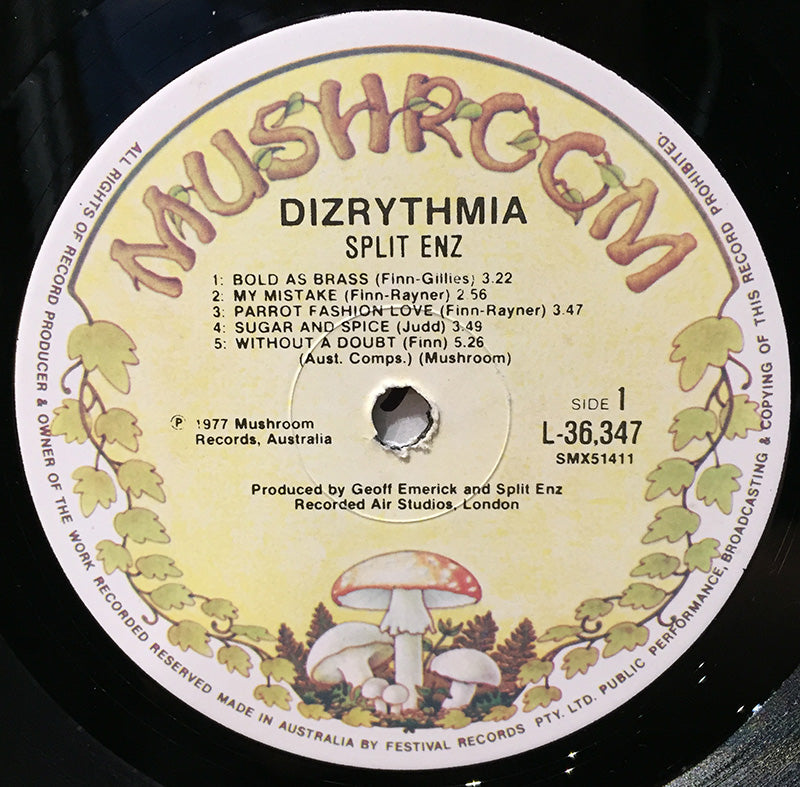 MUSHROOM
DIZRYTHMIA
SPLIT ENZ
1: BOLD AS BRASS (Finn-Gillies) 3.22
2: MY MISTAKE (Finn-Rayner) 2.56
3: PARROT FASHION LOVE (Finn-Rayner) 3.47
4: SUGAR AND SPICE (Judd) 3.49
5: WITHOUT A DOUBT (Finn) 5.26
(Aust. Comps.) (Mushroom)
SIDE 1
L-36,347
SMX51411
℗ 1977 Mushroom
Records, Australia
Produced by Geoff Emerick and Split Enz
Recorded Air Studios, London
ALL RIGHTS OF RECORD PRODUCER & OWNER OF THE WORK RECORDED RESERVED MADE IN AUSTRALIA BY FESTIVAL RECORDS PTY. LTD. PUBLIC PERFORMANCE, BROADCASTING & COPYING OF THIS RECORD PROHIBITED.